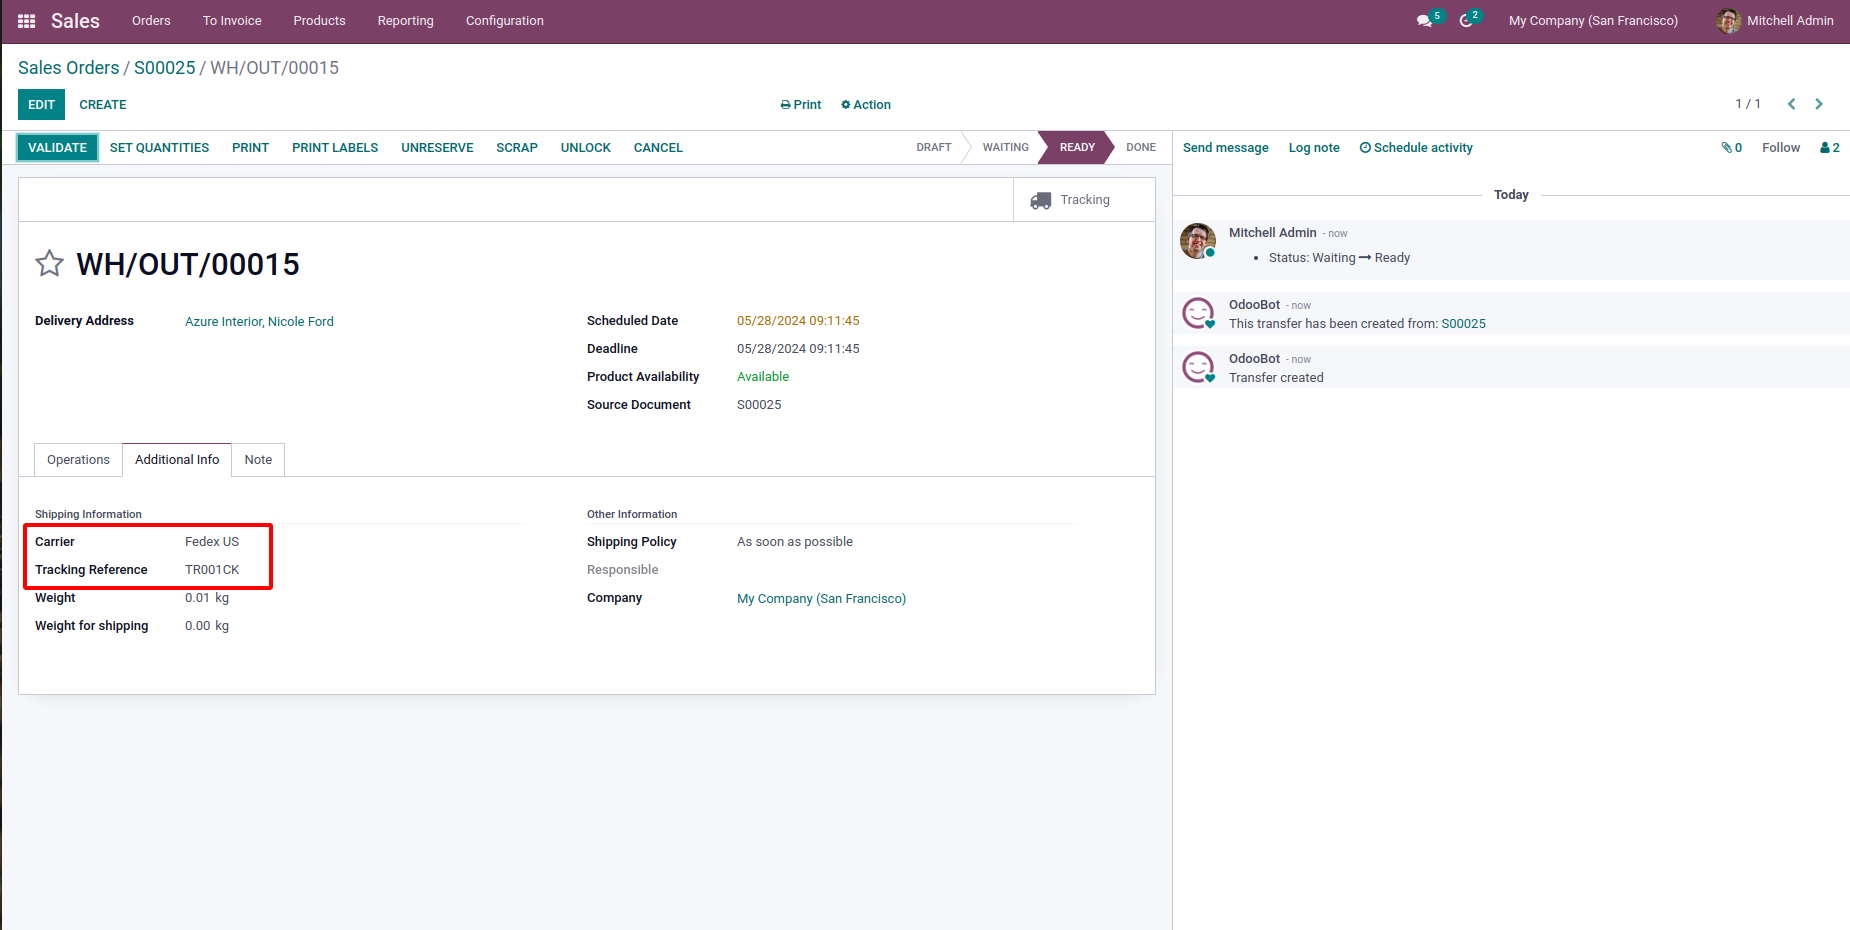 Sales Orders To Invoice Products Reporting Configuration 5 2 My Company (San Francisco) Mitchell Admin
Sales Orders / S00025 / WH/OUT/00015
EDIT CREATE Print Action 1 / 1
VALIDATE SET QUANTITIES PRINT PRINT LABELS UNRESERVE SCRAP UNLOCK CANCEL DRAFT WAITING READY DONE
Tracking
WH/OUT/00015
Delivery Address Azure Interior, Nicole Ford
Scheduled Date 05/28/2024 09:11:45
Deadline 05/28/2024 09:11:45
Product Availability Available
Source Document S00025
Operations Additional Info Note
Shipping Information
Carrier Fedex US
Tracking Reference TR001CK
Weight 0.01 kg
Weight for shipping 0.00 kg
Other Information
Shipping Policy As soon as possible
Responsible
Company My Company (San Francisco)
Send message Log note Schedule activity 0 Follow 2
Today
Mitchell Admin - now
• Status: Waiting → Ready
OdooBot - now
This transfer has been created from: S00025
OdooBot - now
Transfer created